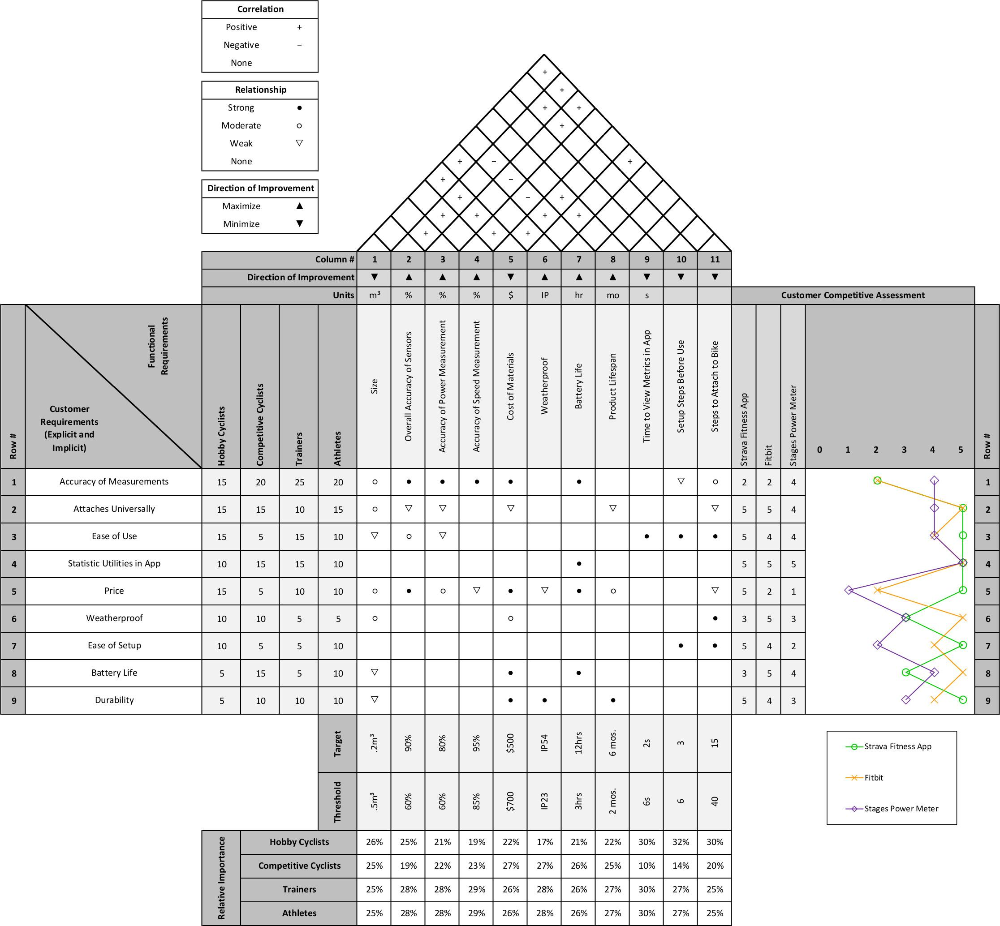 Correlation
Positive +
Negative −
None
Relationship
Strong ●
Moderate ○
Weak ▽
None
Direction of Improvement
Maximize ▲
Minimize ▼
+
+
+ +
+
+ − +
+ −
+ − +
+ + + +
+ + +
Column # 1 2 3 4 5 6 7 8 9 10 11
Direction of Improvement ▼ ▲ ▲ ▲ ▼ ▲ ▲ ▲ ▼ ▼ ▼
Units m³ % % % $ IP hr mo s
Customer Competitive Assessment
Row #
Customer
Requirements
(Explicit and
Implicit)
Functional
Requirements
Hobby Cyclists
Competitive Cyclists
Trainers
Athletes
Size
Overall Accuracy of Sensors
Accuracy of Power Measurement
Accuracy of Speed Measurement
Cost of Materials
Weatherproof
Battery Life
Product Lifespan
Time to View Metrics in App
Setup Steps Before Use
Steps to Attach to Bike
Strava Fitness App
Fitbit
Stages Power Meter
0 1 2 3 4 5
Row #
1 Accuracy of Measurements 15 20 25 20 ○ ● ● ● ● ● ▽ ○ 2 2 4 1
2 Attaches Universally 15 15 10 15 ○ ▽ ▽ ▽ ▽ ▽ 5 5 4 2
3 Ease of Use 15 5 15 10 ▽ ○ ▽ ● ● ● 5 4 4 3
4 Statistic Utilities in App 10 15 15 10 ● 5 5 5 4
5 Price 15 5 10 10 ○ ● ○ ▽ ● ▽ ● ○ ▽ 5 2 1 5
6 Weatherproof 10 10 5 5 ○ ○ ● 3 5 3 6
7 Ease of Setup 10 5 5 10 ● ● 5 4 2 7
8 Battery Life 5 15 5 10 ▽ ● ● 3 5 4 8
9 Durability 5 10 10 10 ▽ ● ● ● 5 4 3 9
Target .2m³ 90% 80% 95% $500 IP54 12hrs 6 mos. 2s 3 15
Threshold .5m³ 60% 60% 85% $700 IP23 3hrs 2 mos. 6s 6 40
Strava Fitness App
Fitbit
Stages Power Meter
Relative Importance
Hobby Cyclists 26% 25% 21% 19% 22% 17% 21% 22% 30% 32% 30%
Competitive Cyclists 25% 19% 22% 23% 27% 27% 26% 25% 10% 14% 20%
Trainers 25% 28% 28% 29% 26% 28% 26% 27% 30% 27% 25%
Athletes 25% 28% 28% 29% 26% 28% 26% 27% 30% 27% 25%